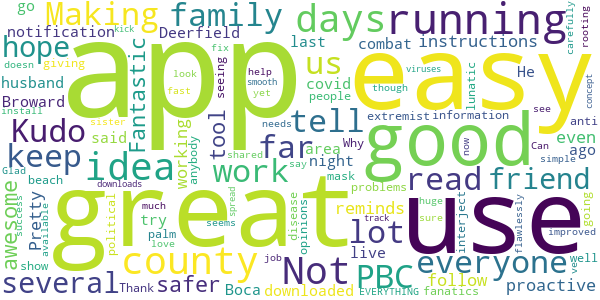 go
Making
family
days
running
carefully
rooting
notification
Deerfield
last
combat
instructions
kick
hope
husband
doesn
giving
fix
seeing
us
covid
people
He
look
help
viruses
fast
smooth
yet
though
extremist
information
anti
app
easy
Broward
Fantastic
Kudo
said
sister
working
anybody
tool
tell
good
needs
say
area
Why
night
see
Can
simple
concept
even
ago
install
keep
idea
work
shared
far
mask
read
friend
now
Glad
beach
downloads
great
use
problems
awesome
success
Pretty
available
much
political
try
palm
love
spread
seems
disease
opinions
reminds
lot
live
track
everyone
huge
sure
interject
flawlessly
going
improved
county
Not
PBC
follow
well
several
show
Thank
safer
job
Boca
downloaded
EVERYTHING
fanatics
lunatic
proactive